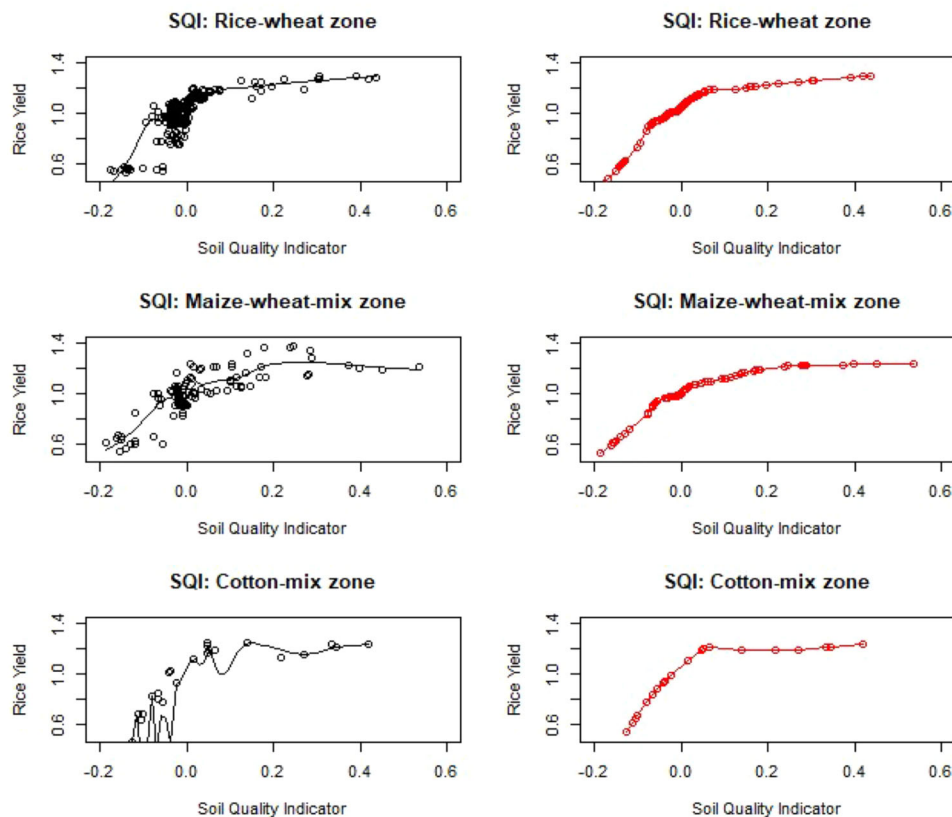 SQI: Rice-wheat zone
Rice Yield
0.6 1.0 1.4
-0.2 0.0 0.2 0.4 0.6
Soil Quality Indicator
SQI: Rice-wheat zone
Rice Yield
0.6 1.0 1.4
-0.2 0.0 0.2 0.4 0.6
Soil Quality Indicator
SQI: Maize-wheat-mix zone
Rice Yield
0.6 1.0 1.4
-0.2 0.0 0.2 0.4 0.6
Soil Quality Indicator
SQI: Maize-wheat-mix zone
Rice Yield
0.6 1.0 1.4
-0.2 0.0 0.2 0.4 0.6
Soil Quality Indicator
SQI: Cotton-mix zone
Rice Yield
0.6 1.0 1.4
-0.2 0.0 0.2 0.4 0.6
Soil Quality Indicator
SQI: Cotton-mix zone
Rice Yield
0.6 1.0 1.4
-0.2 0.0 0.2 0.4 0.6
Soil Quality Indicator